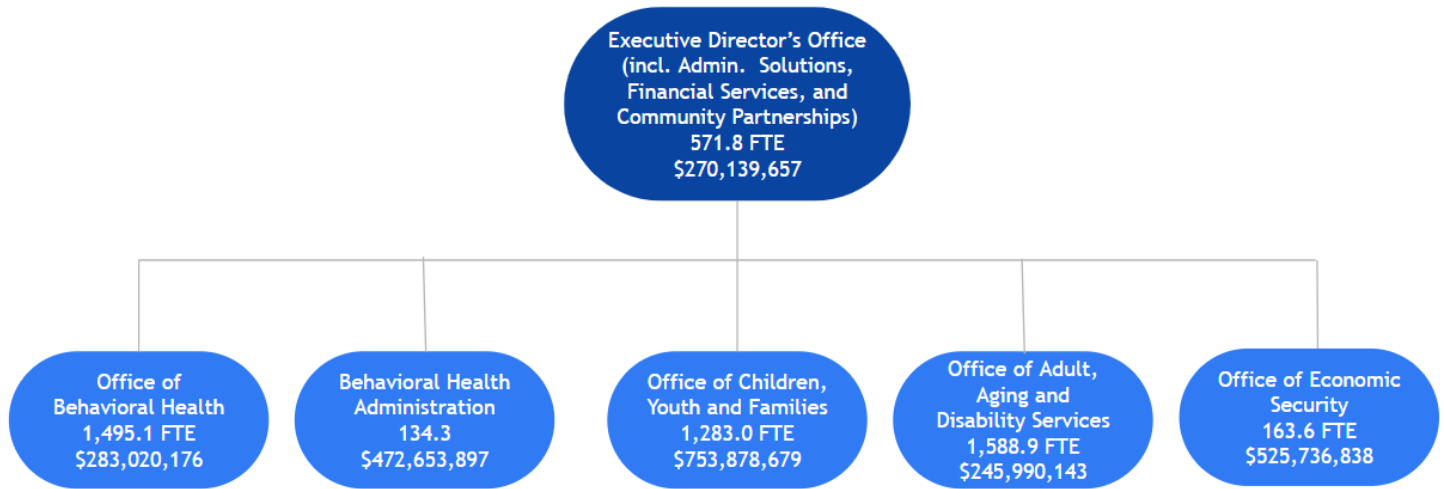 Executive Director's Office
(incl. Admin. Solutions,
Financial Services, and
Community Partnerships)
571.8 FTE
$270,139,657
Office of
Behavioral Health
1,495.1 FTE
$283,020,176
Behavioral Health
Administration
134.3
$472,653,897
Office of Children,
Youth and Families
1,283.0 FTE
$753,878,679
Office of Adult,
Aging and
Disability Services
1,588.9 FTE
$245,990,143
Office of Economic
Security
163.6 FTE
$525,736,838